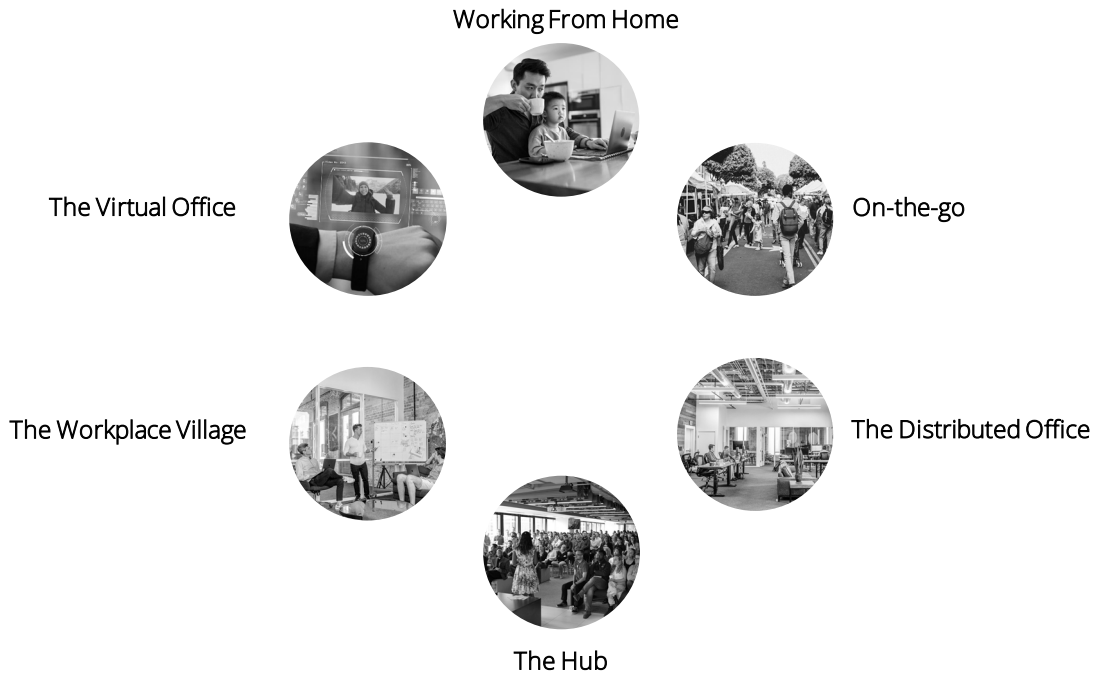 Working From Home
The Virtual Office
On-the-go
The Workplace Village
The Distributed Office
The Hub